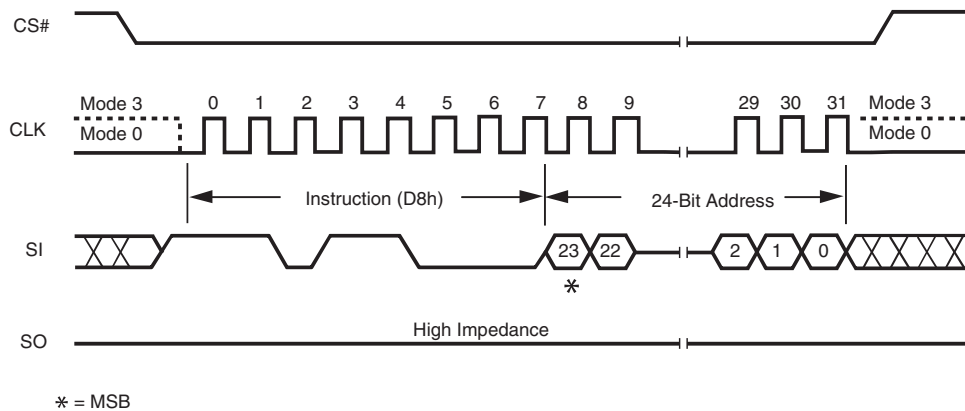 CS#
Mode 3 0 1 2 3 4 5 6 7 8 9 29 30 31 Mode 3
CLK Mode 0 Mode 0
Instruction (D8h) 24-Bit Address
SI 23 22 2 1 0
*
High Impedance
SO
* = MSB